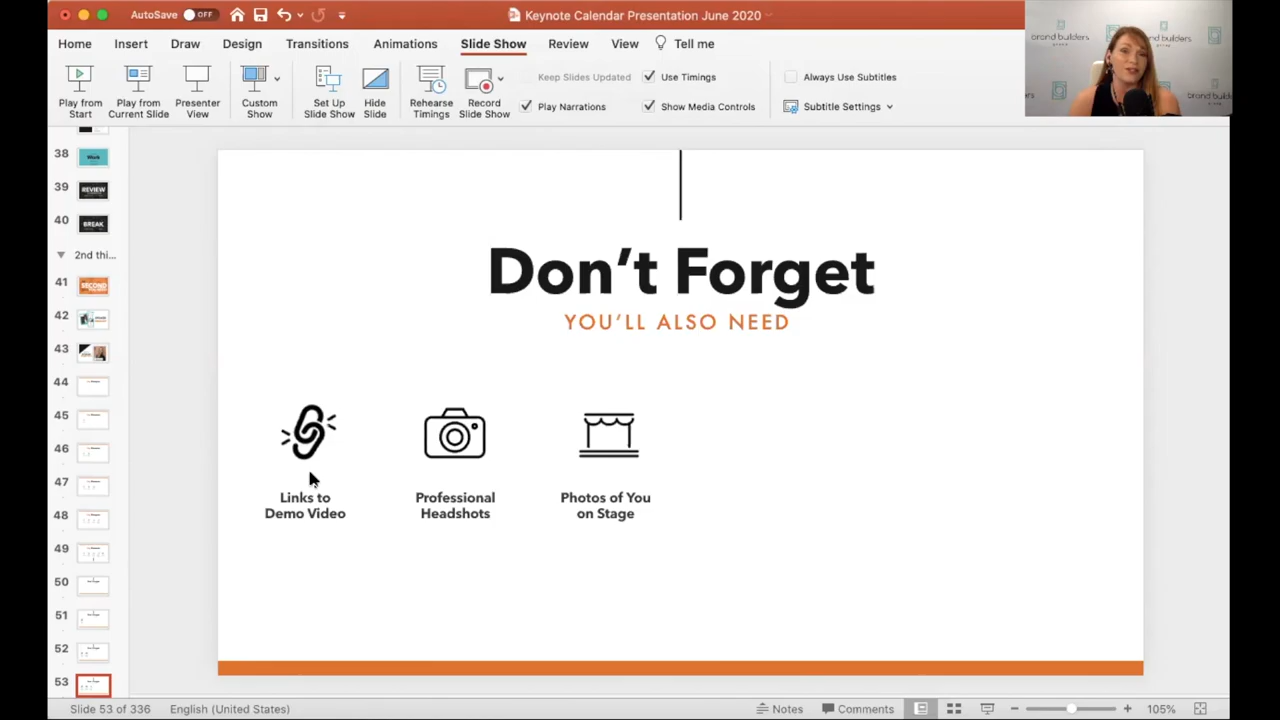 AutoSave OFF
Keynote Calendar Presentation June 2020
Home Insert Draw Design Transitions Animations Slide Show Review View Tell me
Play from Start
Play from Current Slide
Presenter View
Custom Show
Set Up Slide Show
Hide Slide
Rehearse Timings
Record Slide Show
Keep Slides Updated
Play Narrations
Use Timings
Show Media Controls
Always Use Subtitles
Subtitle Settings
brand builders
group
38
Work
39
REVIEW
40
BREAK
2nd thi...
41
SECOND
42
43
44
45
46
47
48
49
50
51
52
53
Don't Forget
YOU'LL ALSO NEED
Links to
Demo Video
Professional
Headshots
Photos of You
on Stage
Slide 53 of 336 English (United States) Notes Comments 105%